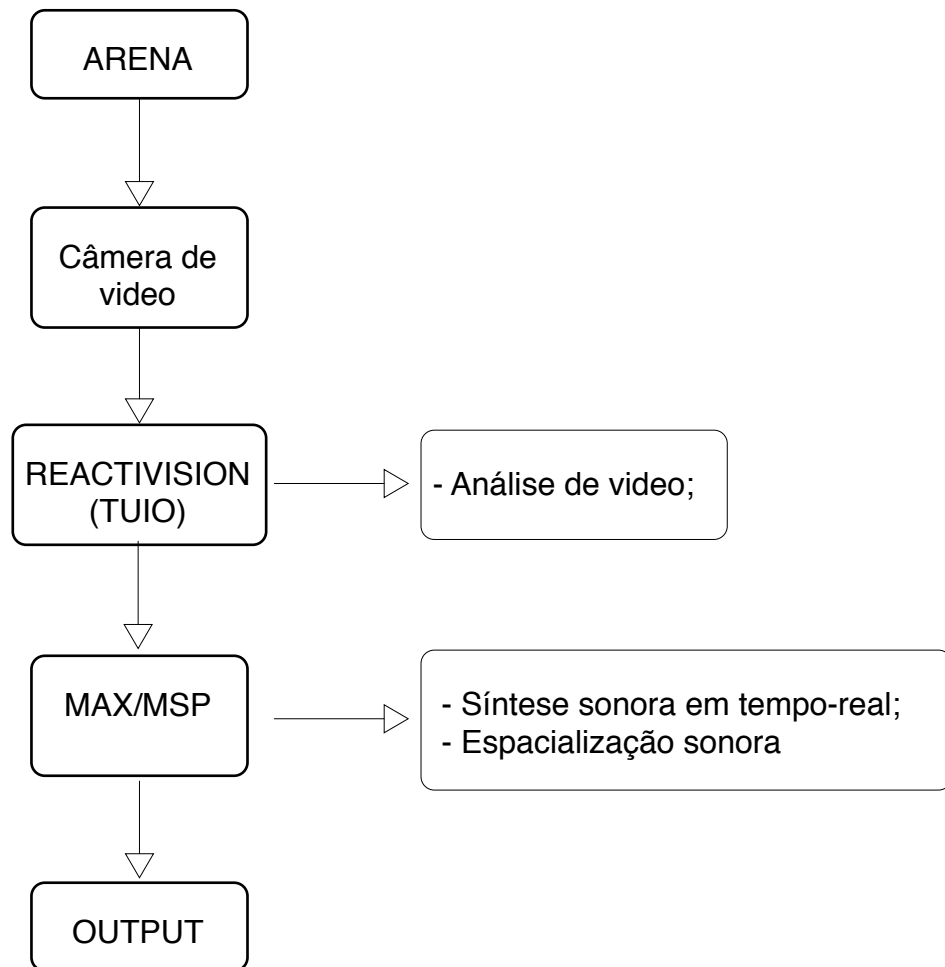 ARENA
Câmera de
video
REACTIVISION
(TUIO)
- Análise de video;
MAX/MSP
- Síntese sonora em tempo-real;
- Espacialização sonora
OUTPUT